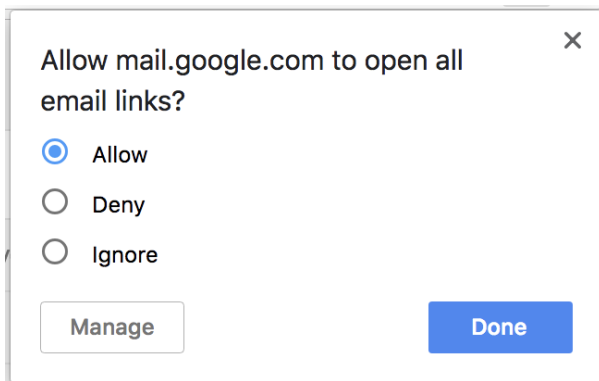 Allow mail.google.com to open all
email links?
Allow
Deny
Ignore
Manage
Done